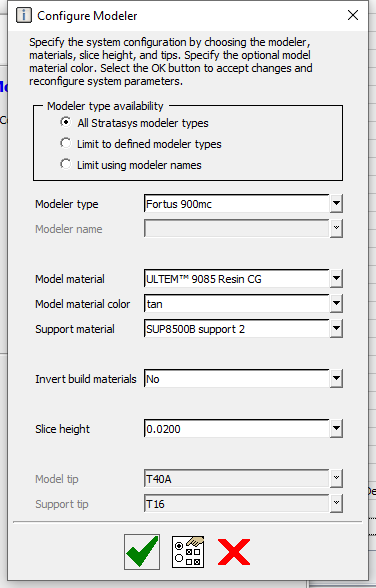 Configure Modeler
Specify the system configuration by choosing the modeler,
materials, slice height, and tips. Specify the optional model
material color. Select the OK button to accept changes and
reconfigure system parameters.
Modeler type availability
All Stratasys modeler types
Limit to defined modeler types
Limit using modeler names
Modeler type Fortus 900mc
Modeler name
Model material ULTEM™ 9085 Resin CG
Model material color tan
Support material SUP8500B support 2
Invert build materials No
Slice height 0.0200
Model tip T40A
Support tip T16